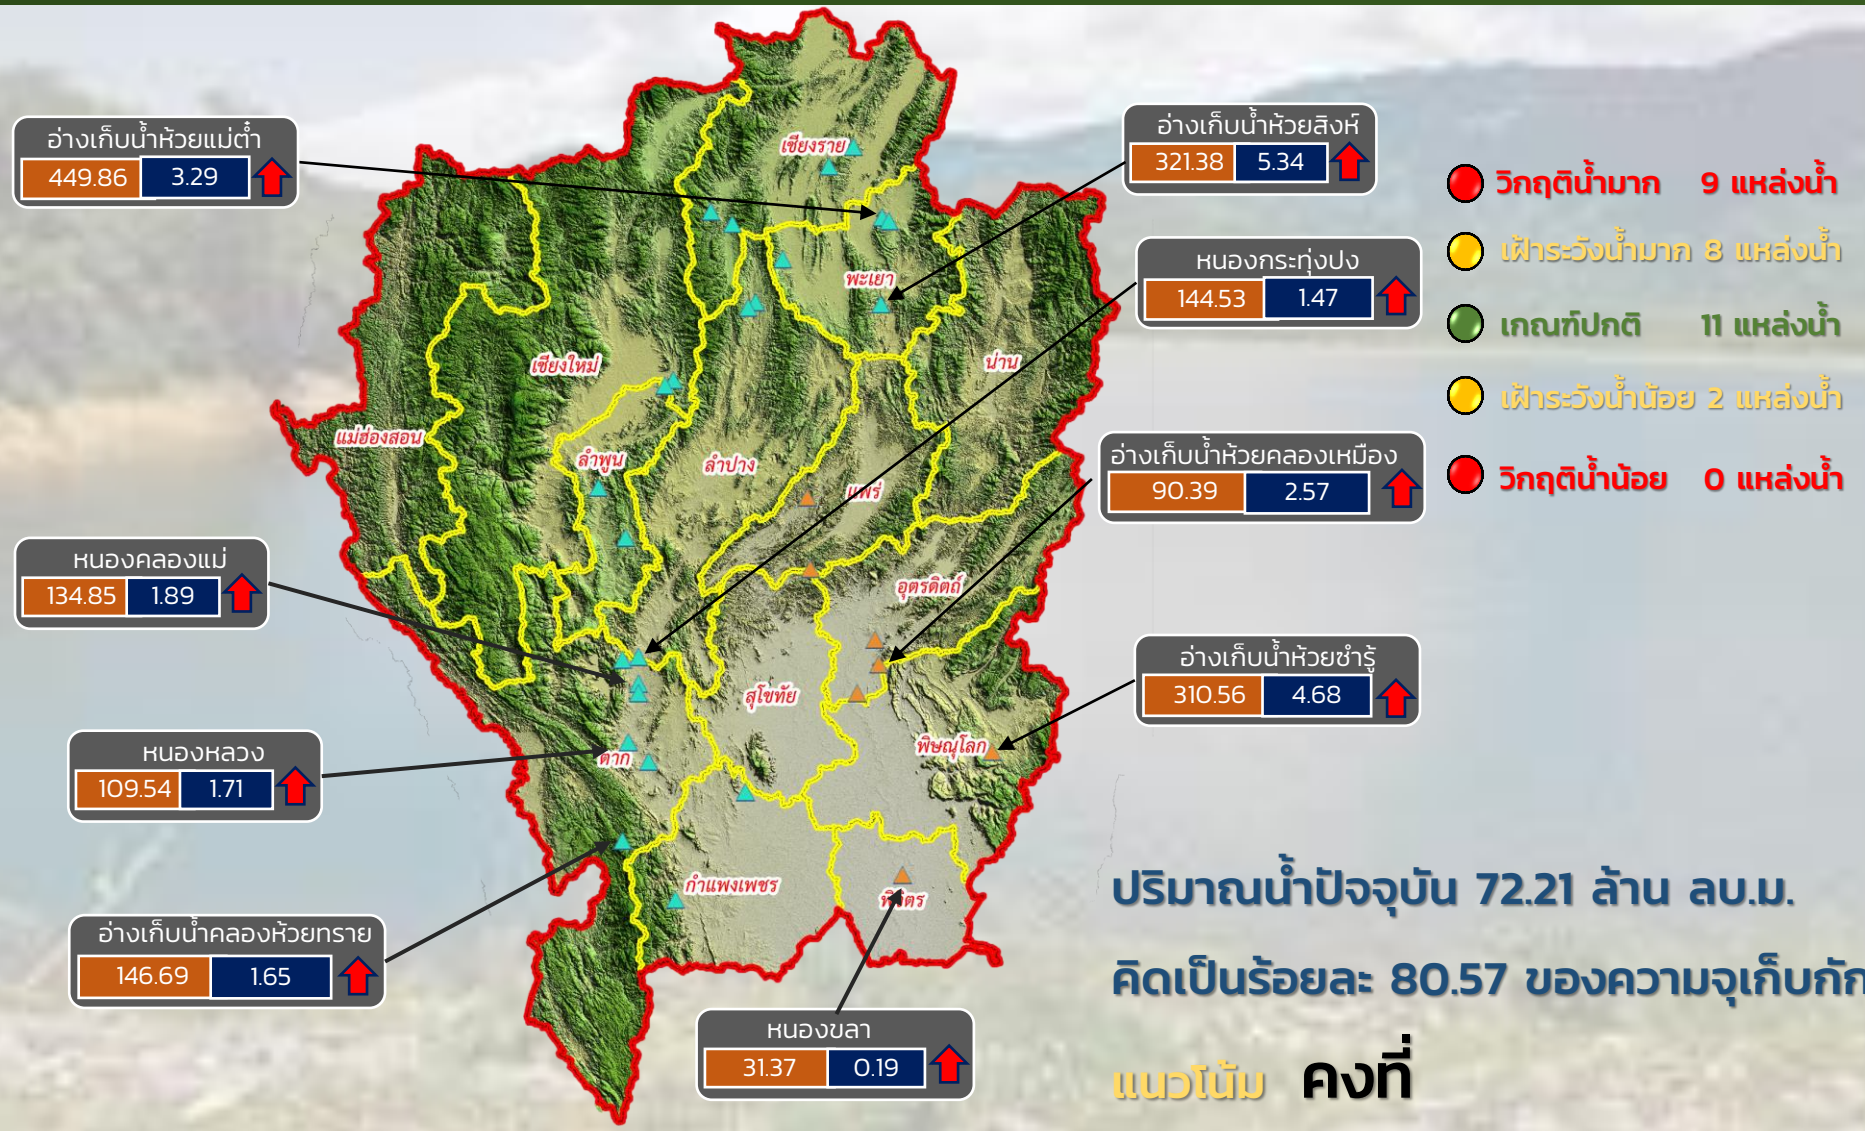 อ่างเก็บน้ำห้วยแม่ต๋ำ
449.86 3.29
อ่างเก็บน้ำห้วยสิงห์
321.38 5.34
หนองกระทุ่งปง
144.53 1.47
อ่างเก็บน้ำห้วยคลองเหมือง
90.39 2.57
อ่างเก็บน้ำห้วยซำรู้
310.56 4.68
หนองคลองแม่
134.85 1.89
หนองหลวง
109.54 1.71
อ่างเก็บน้ำคลองห้วยทราย
146.69 1.65
หนองขลา
31.37 0.19
เชียงราย
พะเยา
น่าน
เชียงใหม่
แม่ฮ่องสอน
ลำพูน
ลำปาง
แพร่
อุตรดิตถ์
สุโขทัย
ตาก
พิษณุโลก
กำแพงเพชร
พิจิตร
วิกฤติน้ำมาก 9 แหล่งน้ำ
เฝ้าระวังน้ำมาก 8 แหล่งน้ำ
เกณฑ์ปกติ 11 แหล่งน้ำ
เฝ้าระวังน้ำน้อย 2 แหล่งน้ำ
วิกฤติน้ำน้อย 0 แหล่งน้ำ
ปริมาณน้ำปัจจุบัน 72.21 ล้าน ลบ.ม.
คิดเป็นร้อยละ 80.57 ของความจุเก็บกัก
แนวโน้ม คงที่